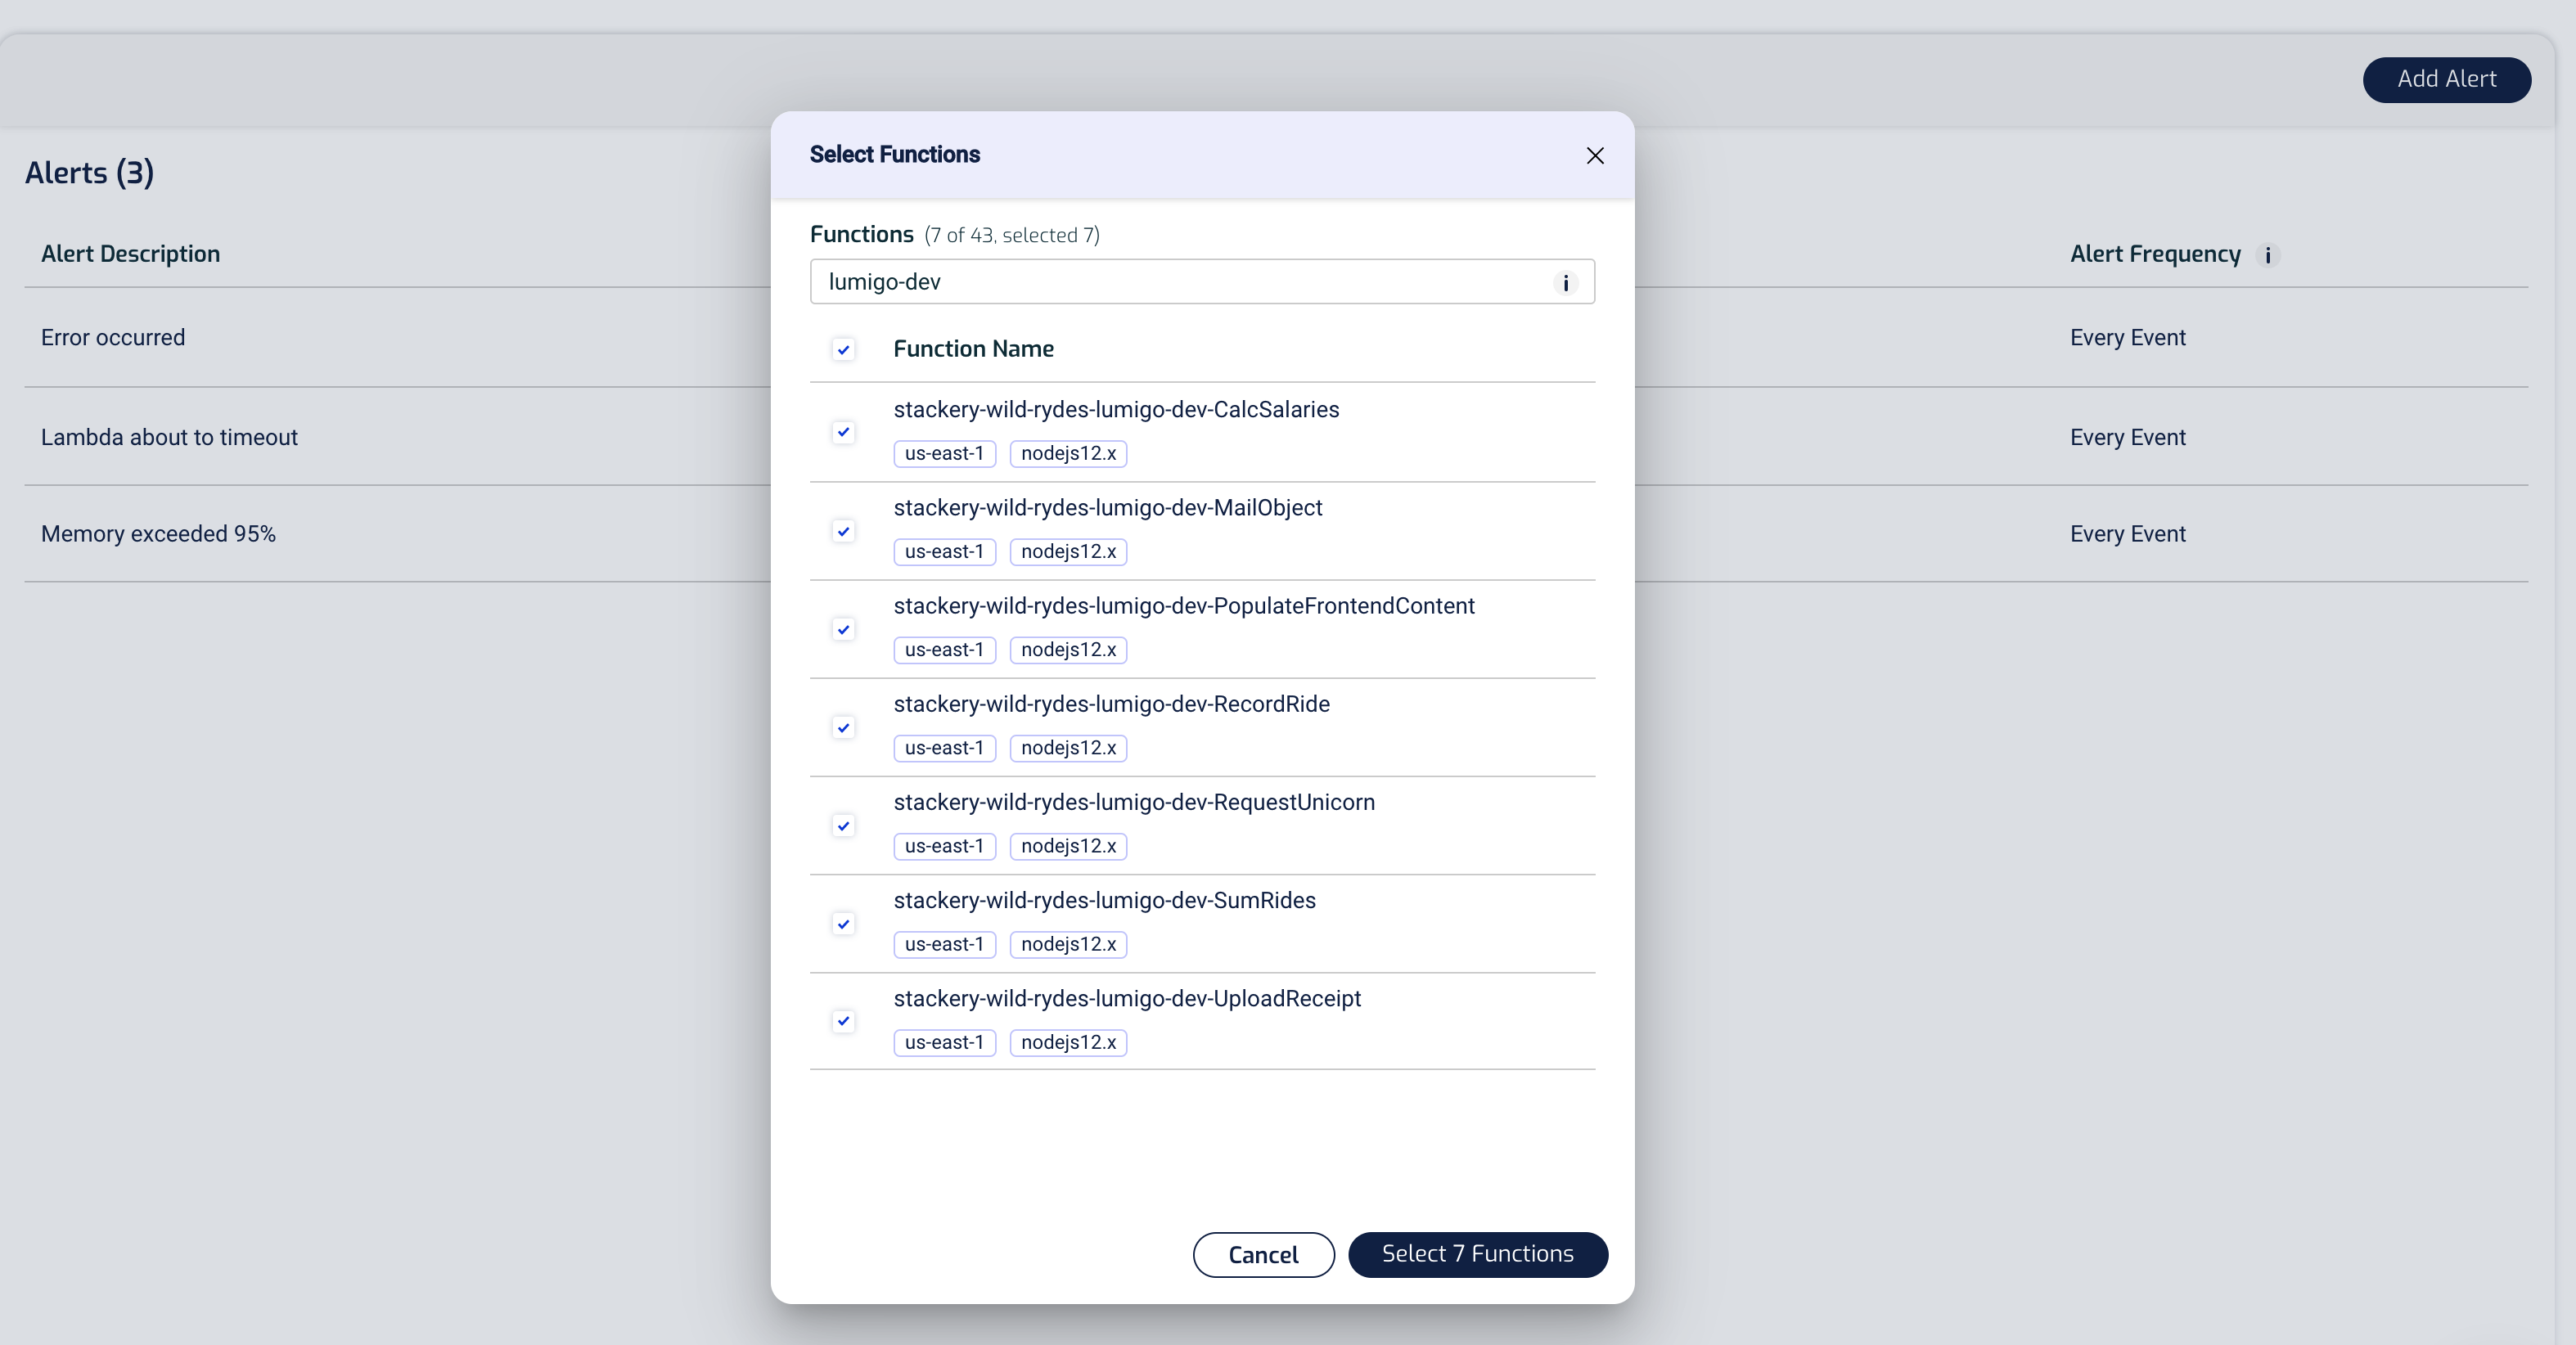 Add Alert
Alerts (3)
Alert Description
Alert Frequency i
Error occurred
Every Event
Lambda about to timeout
Every Event
Memory exceeded 95%
Every Event
Select Functions
Functions (7 of 43, selected 7)
lumigo-dev i
Function Name
stackery-wild-rydes-lumigo-dev-CalcSalaries
us-east-1 nodejs12.x
stackery-wild-rydes-lumigo-dev-MailObject
us-east-1 nodejs12.x
stackery-wild-rydes-lumigo-dev-PopulateFrontendContent
us-east-1 nodejs12.x
stackery-wild-rydes-lumigo-dev-RecordRide
us-east-1 nodejs12.x
stackery-wild-rydes-lumigo-dev-RequestUnicorn
us-east-1 nodejs12.x
stackery-wild-rydes-lumigo-dev-SumRides
us-east-1 nodejs12.x
stackery-wild-rydes-lumigo-dev-UploadReceipt
us-east-1 nodejs12.x
Cancel Select 7 Functions